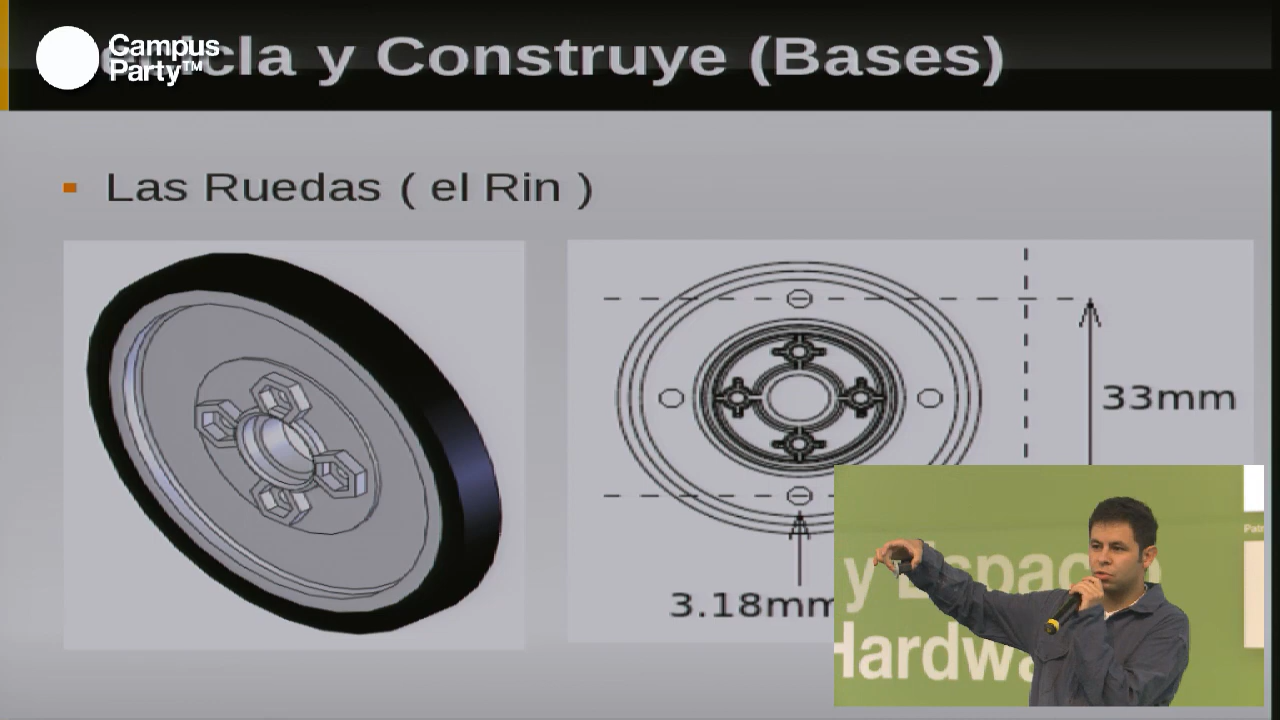 Campus
Party™
cla y Construye (Bases)
Las Ruedas ( el Rin )
33mm
3.18mm
y Espacio
Hardwa